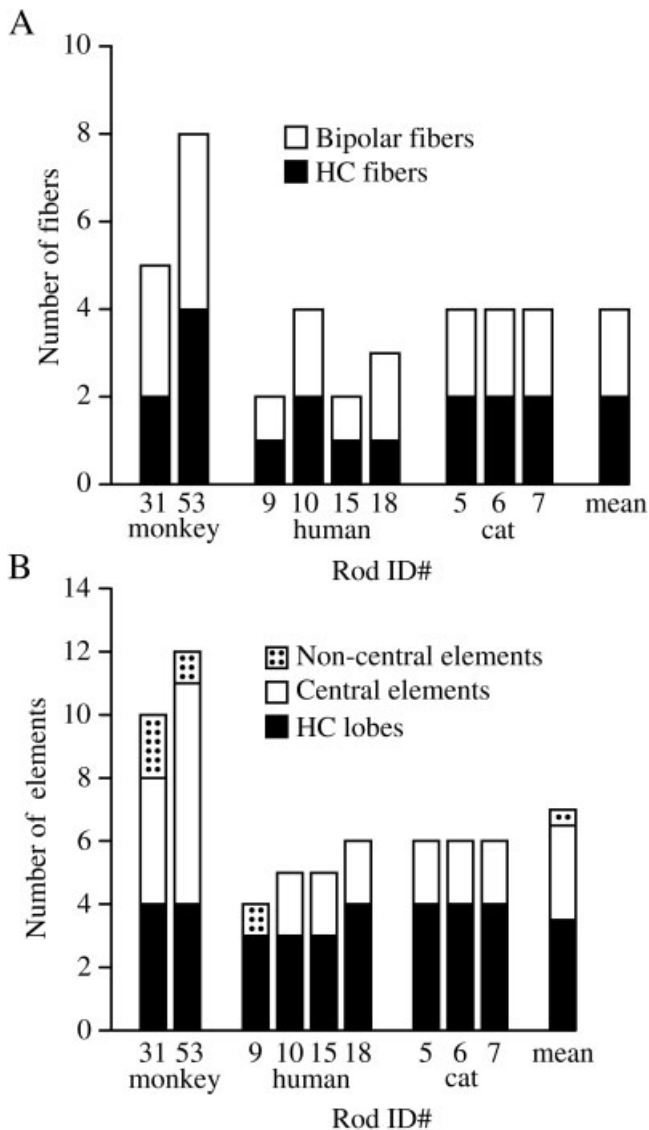 A
10
8
6
4
2
0
Number of fibers
Bipolar fibers
HC fibers
31 53 9 10 15 18 5 6 7 mean
monkey human cat
Rod ID#
B
14
12
10
8
6
4
2
0
Number of elements
Non-central elements
Central elements
HC lobes
31 53 9 10 15 18 5 6 7 mean
monkey human cat
Rod ID#